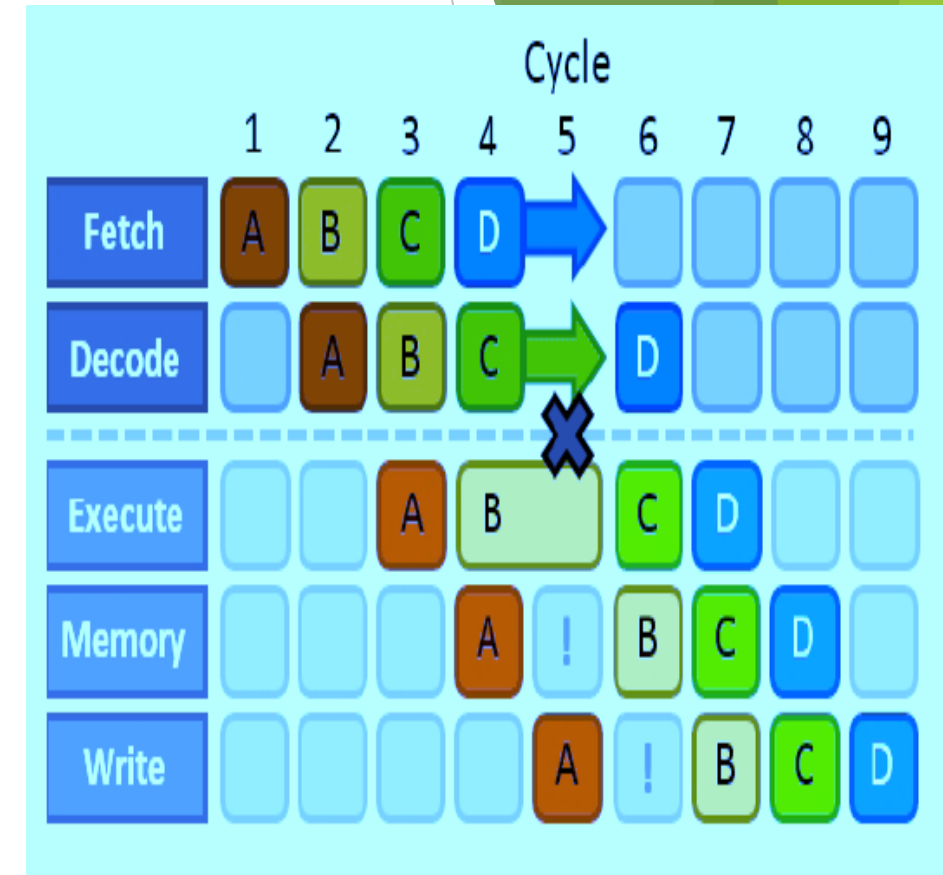 Cycle
1 2 3 4 5 6 7 8 9
Fetch A B C D
Decode A B C D
Execute A B C D
Memory A ! B C D
Write A ! B C D